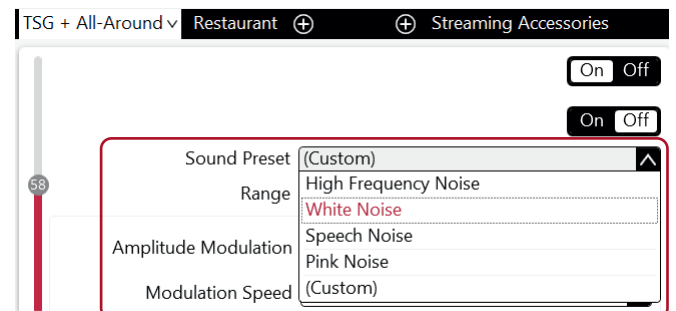 TSG + All-Around Restaurant Streaming Accessories
On Off
On Off
Sound Preset (Custom)
58
Range High Frequency Noise
White Noise
Amplitude Modulation Speech Noise
Pink Noise
Modulation Speed (Custom)